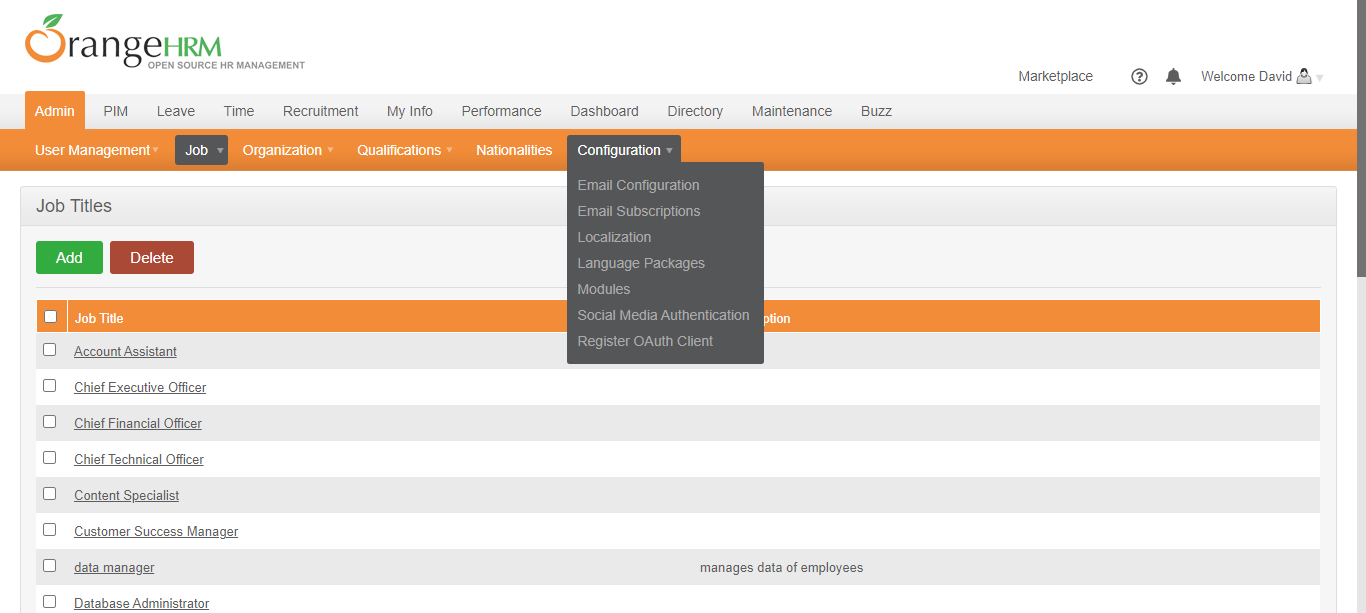 OrangeHRM
OPEN SOURCE HR MANAGEMENT
Marketplace Welcome David
Admin PIM Leave Time Recruitment My Info Performance Dashboard Directory Maintenance Buzz
User Management Job Organization Qualifications Nationalities Configuration
Email Configuration
Email Subscriptions
Localization
Language Packages
Modules
Social Media Authentication
Register OAuth Client
Job Titles
Add Delete
Job Title ption
Account Assistant
Chief Executive Officer
Chief Financial Officer
Chief Technical Officer
Content Specialist
Customer Success Manager
data manager manages data of employees
Database Administrator